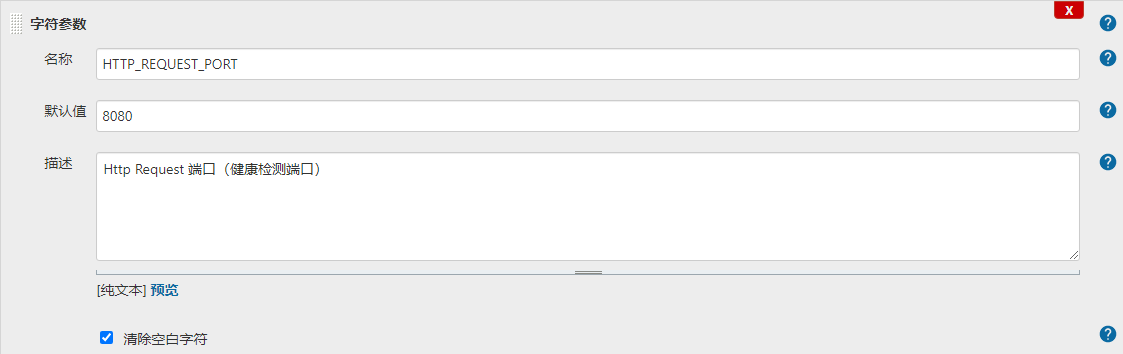 字符参数
X
名称
HTTP_REQUEST_PORT
默认值
8080
描述
Http Request 端口（健康检测端口）
[纯文本] 预览
清除空白字符